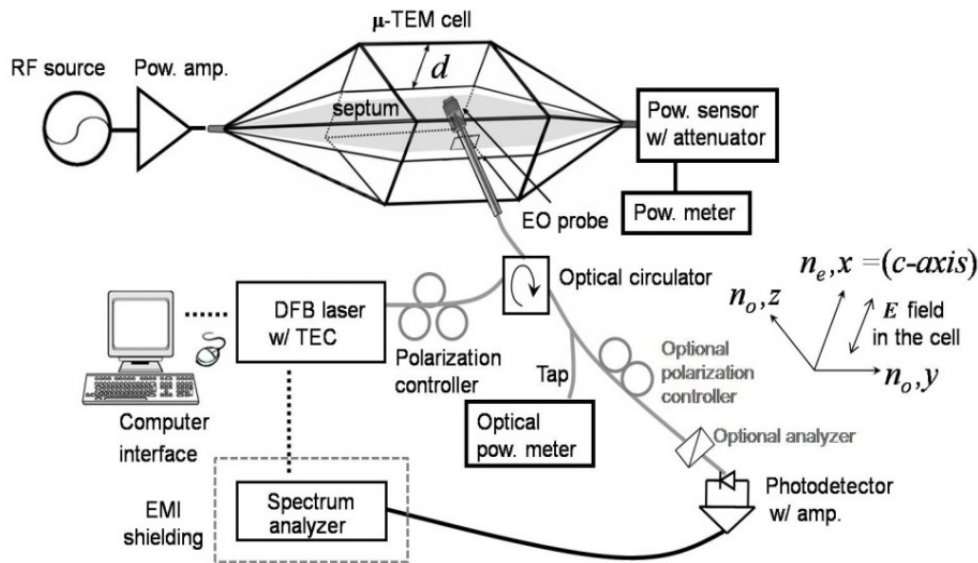 μ-TEM cell
RF source
Pow. amp.
d
septum
Pow. sensor
w/ attenuator
Pow. meter
EO probe
Optical circulator
n_e, x =(c-axis)
n_o, z
E field
in the cell
n_o, y
DFB laser
w/ TEC
Polarization
controller
Optional
polarization
controller
Tap
Computer
interface
Optical
pow. meter
Optional analyzer
EMI
shielding
Spectrum
analyzer
Photodetector
w/ amp.